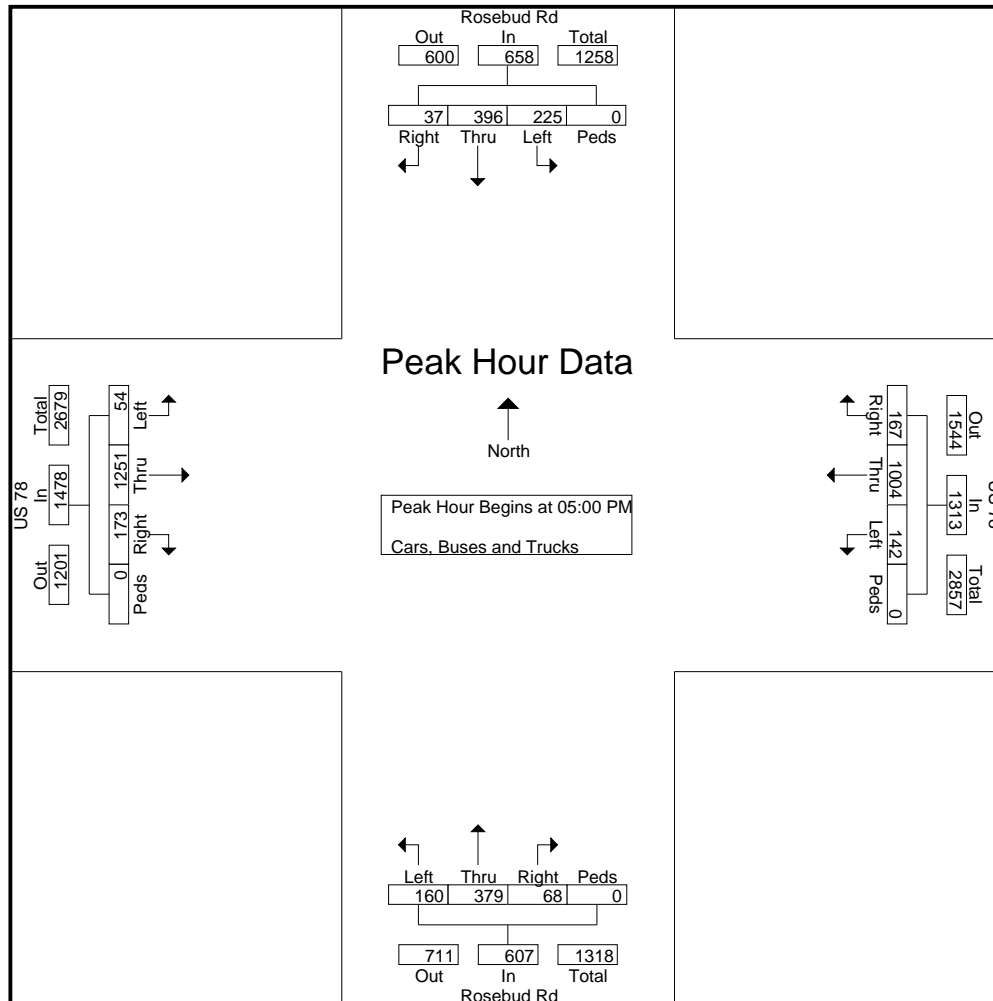 Rosebud Rd
Out In Total
600 658 1258
37 396 225 0
Right Thru Left Peds
Peak Hour Data
North
Peak Hour Begins at 05:00 PM
Cars, Buses and Trucks
US 78
Out In Total
1201 1478 2679
54 1251 173 0
Left Thru Right Peds
Right Thru Left Peds
167 1004 142 0
Out In Total
1544 1313 2857
Left Thru Right Peds
160 379 68 0
711 607 1318
Out In Total
Rosebud Rd